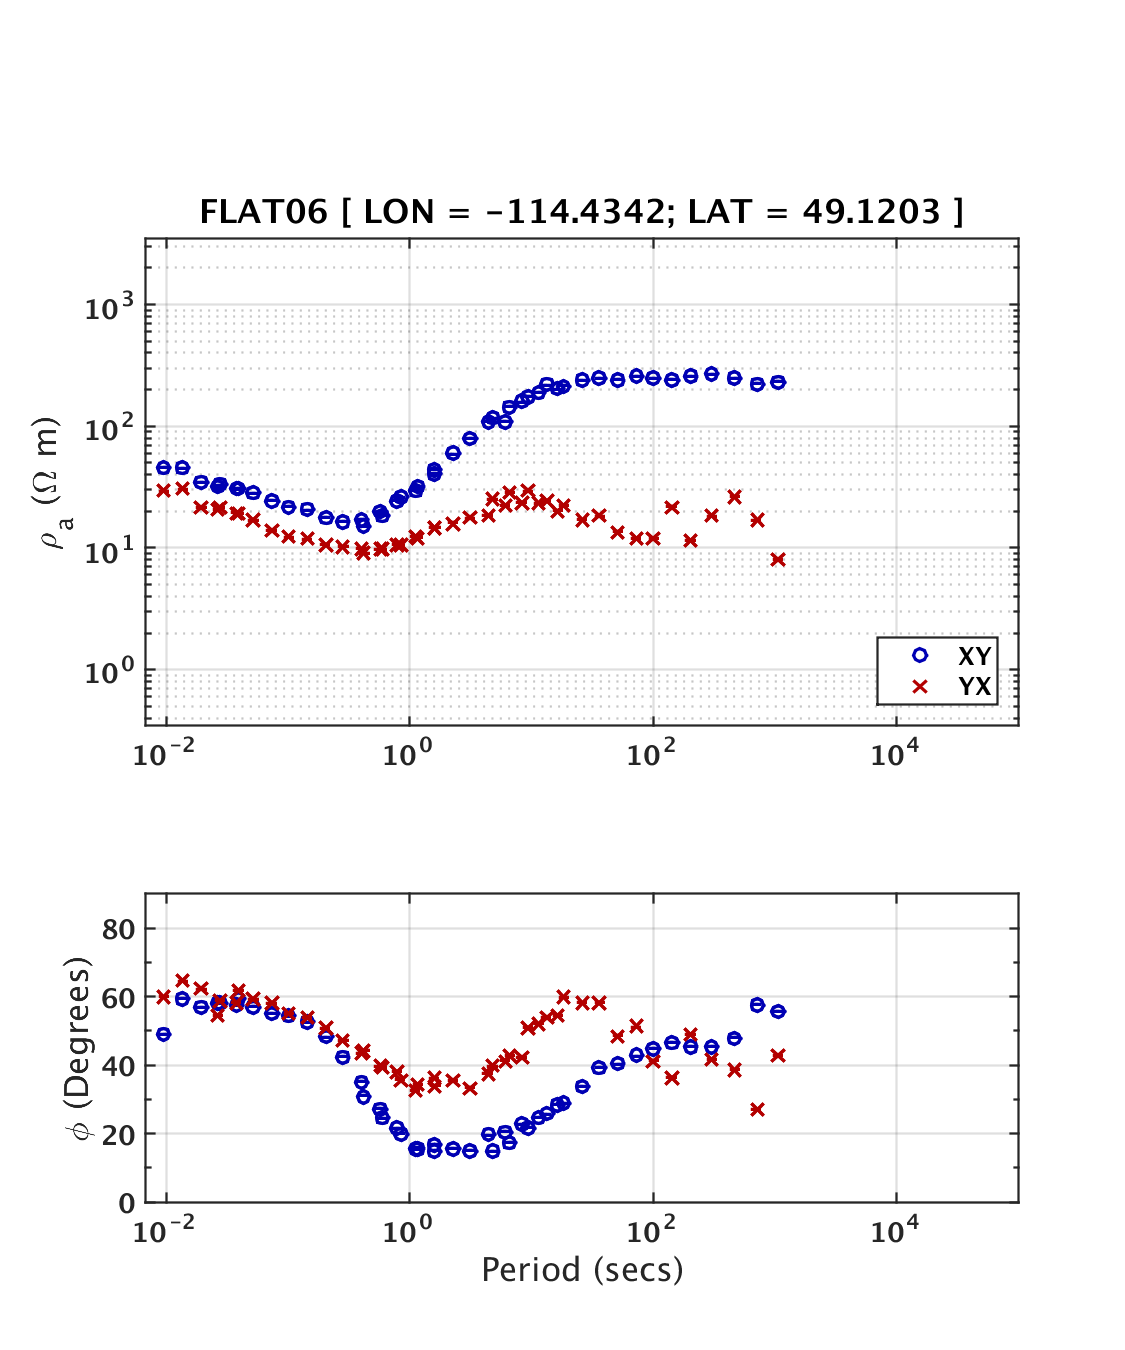 FLAT06 [ LON = -114.4342; LAT = 49.1203 ]
ρa (Ω m)
10^3
10^2
10^1
10^0
XY
YX
10^-2 10^0 10^2 10^4
ϕ (Degrees)
80
60
40
20
0
10^-2 10^0 10^2 10^4
Period (secs)